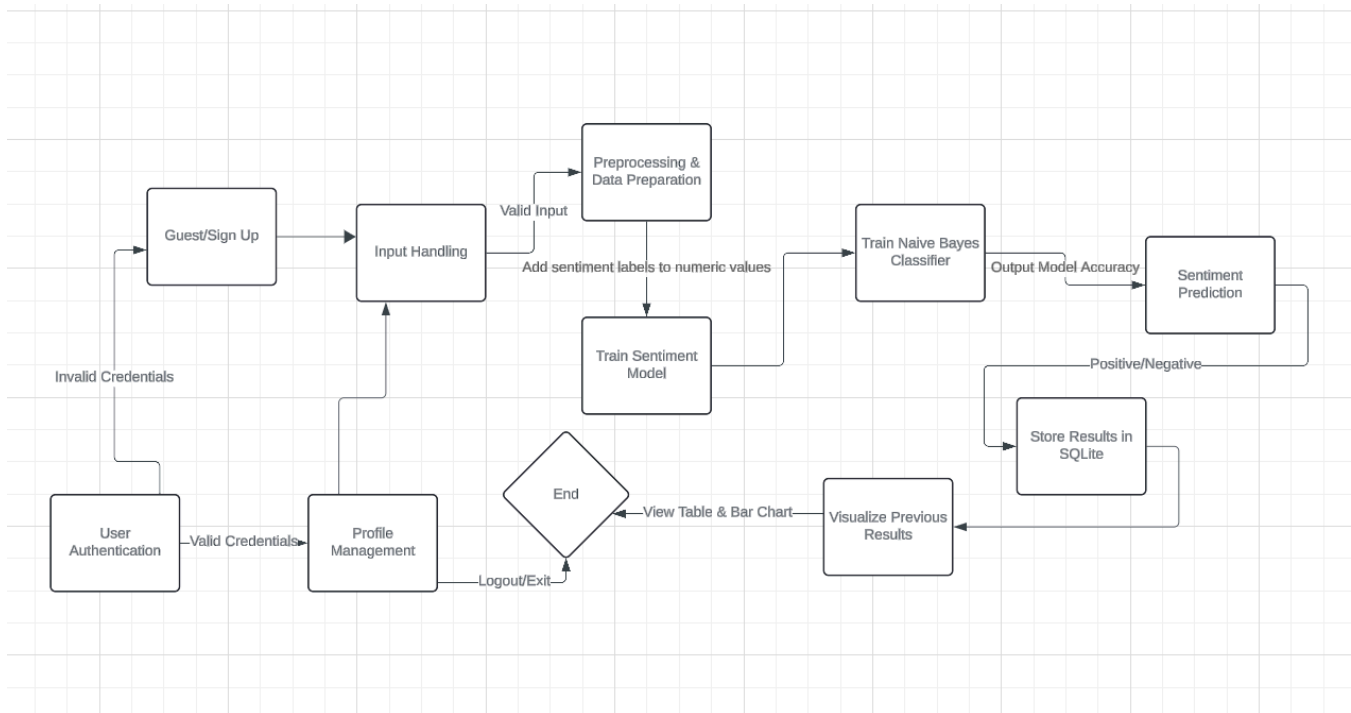 Preprocessing &
Data Preparation
Guest/Sign Up
Input Handling
Valid Input
Train Naive Bayes
Classifier
Add sentiment labels to numeric values
Output Model Accuracy
Sentiment
Prediction
Train Sentiment
Model
Positive/Negative
Invalid Credentials
Store Results in
SQLite
End
View Table & Bar Chart
Visualize Previous
Results
User
Authentication
Valid Credentials
Profile
Management
Logout/Exit